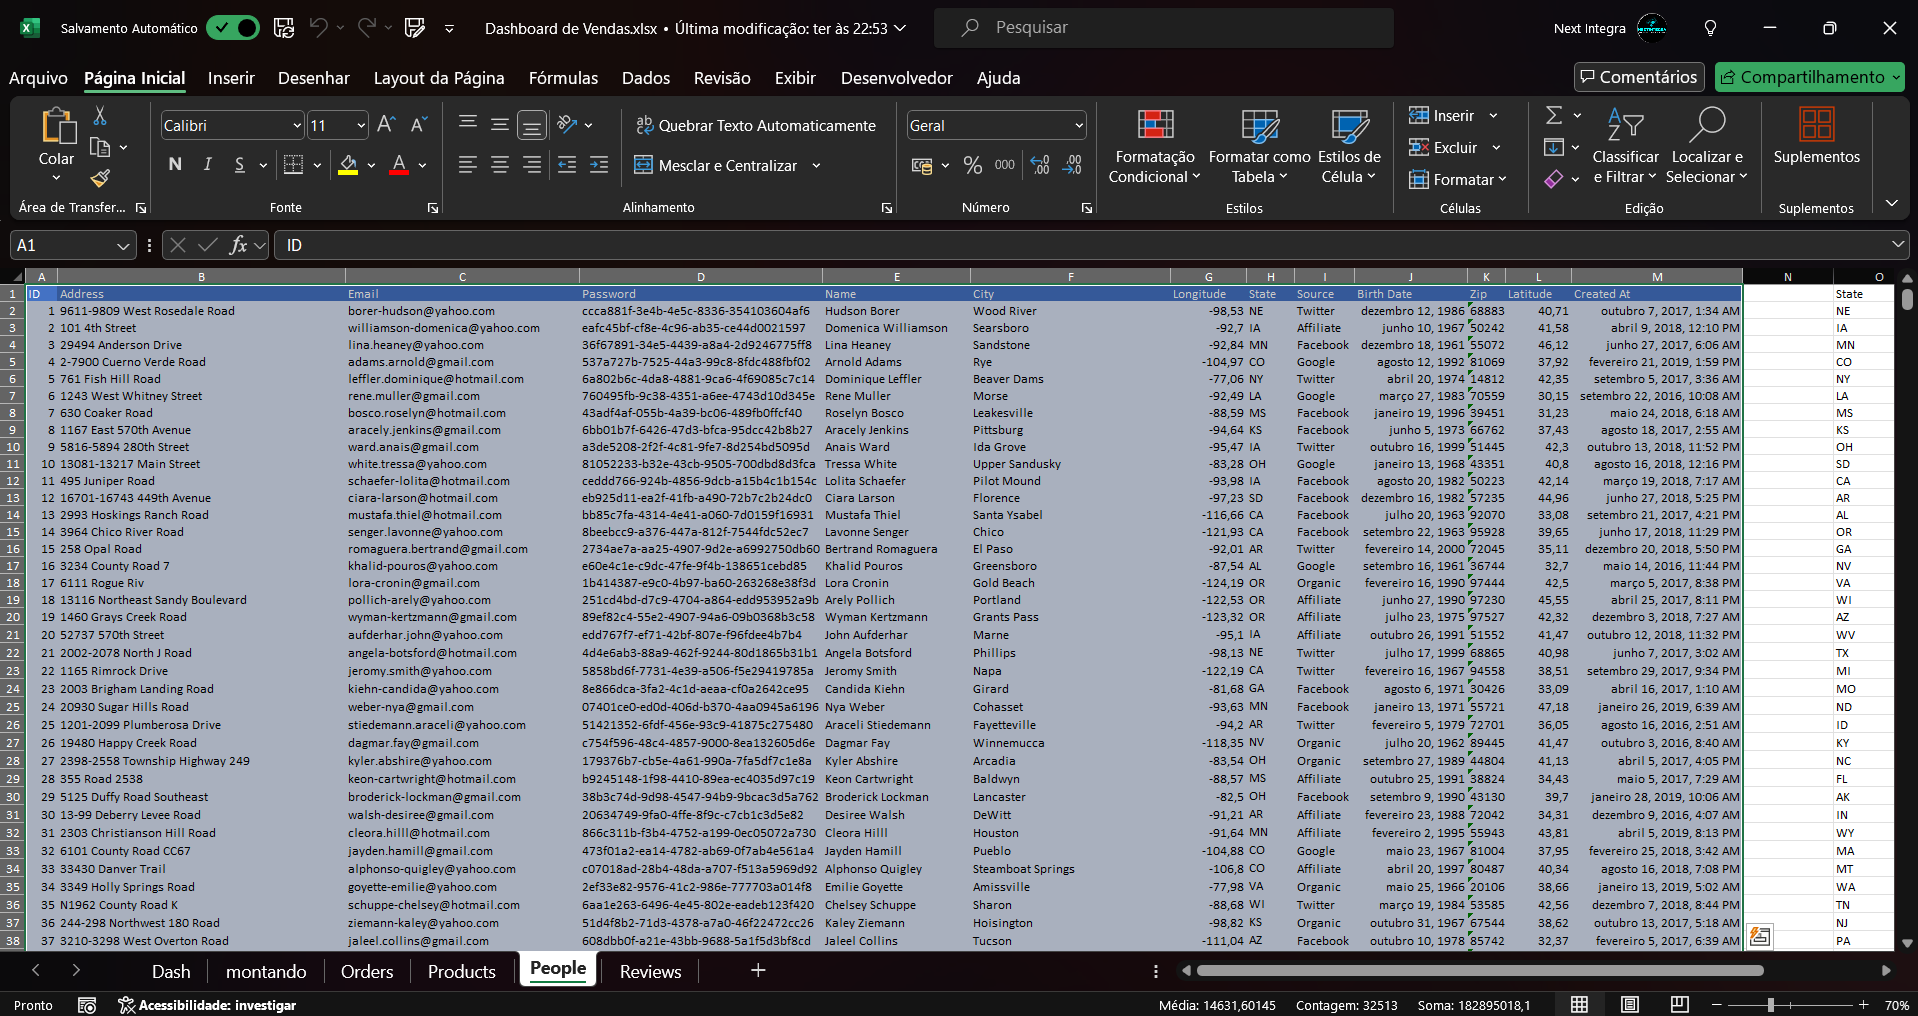 Salvamento Automático Dashboard de Vendas.xlsx • Última modificação: ter às 22:53 Pesquisar Next Integra
Arquivo Página Inicial Inserir Desenhar Layout da Página Fórmulas Dados Revisão Exibir Desenvolvedor Ajuda Comentários Compartilhamento
Colar Calibri 11 Quebrar Texto Automaticamente Geral Formatação Condicional Formatar como Tabela Estilos de Célula Inserir Classificar e Filtrar Localizar e Selecionar Suplementos
N I S Mesclar e Centralizar % 000 Excluir
Formatar
Área de Transfer... Fonte Alinhamento Número Estilos Células Edição Suplementos
A1 fx ID
A B C D E F G H I J K L M N O
1 ID Address Email Password Name City Longitude State Source Birth Date Zip Latitude Created At State
2 1 9611-9809 West Rosedale Road borer-hudson@yahoo.com ccca881f-3e4b-4e5c-8336-354103604af6 Hudson Borer Wood River -98,53 NE Twitter dezembro 12, 1986 68883 40,71 outubro 7, 2017, 1:34 AM NE
3 2 101 4th Street williamson-domenica@yahoo.com eafc45bf-cf8e-4c96-ab35-ce44d0021597 Domenica Williamson Searsboro -92,7 IA Affiliate junho 10, 1967 50242 41,58 abril 9, 2018, 12:10 PM IA
4 3 29494 Anderson Drive lina.heaney@yahoo.com 36f67891-34e5-4439-a8a4-2d9246775ff8 Lina Heaney Sandstone -92,84 MN Facebook dezembro 18, 1961 55072 46,12 junho 27, 2017, 6:06 AM MN
5 4 2-7900 Cuerno Verde Road adams.arnold@gmail.com 537a727b-7525-44a3-99c8-8fdc488fbf02 Arnold Adams Rye -104,97 CO Google agosto 12, 1992 81069 37,92 fevereiro 21, 2019, 1:59 PM CO
6 5 761 Fish Hill Road leffler.dominique@hotmail.com 6a802b6c-4da8-4881-9ca6-4f69085c7c14 Dominique Leffler Beaver Dams -77,06 NY Twitter abril 20, 1974 14812 42,35 setembro 5, 2017, 3:36 AM NY
7 6 1243 West Whitney Street rene.muller@gmail.com 760495fb-9c38-4351-a6ee-4743d10d345e Rene Muller Morse -92,49 LA Google março 27, 1983 70559 30,15 setembro 22, 2016, 10:08 AM LA
8 7 630 Coaker Road bosco.roselyn@hotmail.com 43adf4af-055b-4a39-bc06-489fb0ffcf40 Roselyn Bosco Leakesville -88,59 MS Facebook janeiro 19, 1996 39451 31,23 maio 24, 2018, 6:18 AM MS
9 8 1167 East 570th Avenue aracely.jenkins@gmail.com 6bb01b7f-6426-47d3-bfca-95dcc42b8b27 Aracely Jenkins Pittsburg -94,64 KS Facebook junho 5, 1973 66762 37,43 agosto 18, 2017, 2:55 AM KS
10 9 5816-5894 280th Street ward.anais@gmail.com a3de5208-2f2f-4c81-9fe7-8d254bd5095d Anais Ward Ida Grove -95,47 IA Twitter outubro 16, 1999 51445 42,3 outubro 13, 2018, 11:52 PM OH
11 10 13081-13217 Main Street white.tressa@yahoo.com 81052233-b32e-43cb-9505-700dbd8d3fca Tressa White Upper Sandusky -83,28 OH Google janeiro 13, 1968 43351 40,8 agosto 16, 2018, 12:16 PM SD
12 11 495 Juniper Road schaefer-lolita@hotmail.com ceddd766-924b-4856-9dcb-a15b4c1b154c Lolita Schaefer Pilot Mound -93,98 IA Facebook agosto 20, 1982 50223 42,14 março 19, 2018, 7:17 AM CA
13 12 16701-16743 449th Avenue ciara-larson@hotmail.com eb925d11-ea2f-41fb-a490-72b7c2b24dc0 Ciara Larson Florence -97,23 SD Facebook dezembro 16, 1982 57235 44,96 junho 27, 2018, 5:25 PM AR
14 13 2993 Hoskings Ranch Road mustafa.thiel@hotmail.com bb85c7fa-4314-4e41-a060-7d0159f16931 Mustafa Thiel Santa Ysabel -116,66 CA Facebook julho 20, 1963 92070 33,08 setembro 21, 2017, 4:21 PM AL
15 14 3964 Chico River Road senger.lavonne@yahoo.com 8beebcc9-a376-447a-812f-7544fdc52ec7 Lavonne Senger Chico -121,93 CA Facebook setembro 22, 1963 95928 39,65 junho 17, 2018, 11:29 PM OR
16 15 258 Opal Road romaguera.bertrand@gmail.com 2734ae7a-aa25-4907-9d2e-a6992750db60 Bertrand Romaguera El Paso -92,01 AR Twitter fevereiro 14, 2000 72045 35,11 dezembro 20, 2018, 5:50 PM GA
17 16 3234 County Road 7 khalid-pouros@yahoo.com e60e4c1e-c9dc-47fe-9f4b-138651cebd85 Khalid Pouros Greensboro -87,54 AL Google setembro 16, 1961 36744 32,7 maio 14, 2016, 11:44 PM NV
18 17 6111 Rogue Riv lora-cronin@gmail.com 1b414387-e9c0-4b97-ba60-263268e38f3d Lora Cronin Gold Beach -124,19 OR Organic fevereiro 16, 1990 97444 42,5 março 5, 2017, 8:38 PM VA
19 18 13116 Northeast Sandy Boulevard pollich-arely@yahoo.com 251cd4bd-d7c9-4704-a864-edd953952a9b Arely Pollich Portland -122,53 OR Affiliate junho 27, 1990 97230 45,55 abril 25, 2017, 8:11 PM WI
20 19 1460 Grays Creek Road wyman-kertzmann@gmail.com 89ef82c4-55e2-4907-94a6-09b0368b3c58 Wyman Kertzmann Grants Pass -123,32 OR Affiliate julho 23, 1975 97527 42,32 dezembro 3, 2018, 7:27 AM AZ
21 20 52737 570th Street aufderhar.john@yahoo.com edd767f7-ef71-42bf-807e-f96fdee4b7b4 John Aufderhar Marne -95,1 IA Affiliate outubro 26, 1991 51552 41,47 outubro 12, 2018, 11:32 PM WV
22 21 2002-2078 North J Road angela-botsford@hotmail.com 4d4e6ab3-88a9-462f-9244-80d1865b31b1 Angela Botsford Phillips -98,13 NE Twitter julho 17, 1999 68865 40,98 junho 7, 2017, 3:02 AM TX
23 22 1165 Rimrock Drive jeromy.smith@yahoo.com 5858bd6f-7731-4e39-a506-f5e29419785a Jeromy Smith Napa -122,19 CA Twitter fevereiro 16, 1967 94558 38,51 setembro 29, 2017, 9:34 PM MI
24 23 2003 Brigham Landing Road kiehn-candida@yahoo.com 8e866dca-3fa2-4c1d-aeaa-cf0a2642ce95 Candida Kiehn Girard -81,68 GA Facebook agosto 6, 1971 30426 33,09 abril 16, 2017, 1:10 AM MO
25 24 20930 Sugar Hills Road weber-nya@gmail.com 07401ce0-ed0d-406d-b370-4aa0945a6196 Nya Weber Cohasset -93,63 MN Facebook janeiro 13, 1971 55721 47,18 janeiro 26, 2019, 6:39 AM ND
26 25 1201-2099 Plumberosa Drive stiedemann.araceli@yahoo.com 51421352-6fdf-456e-93c9-41875c275480 Araceli Stiedemann Fayetteville -94,2 AR Twitter fevereiro 5, 1979 72701 36,05 agosto 16, 2016, 2:51 AM ID
27 26 19480 Happy Creek Road dagmar.fay@gmail.com c754f596-48c4-4857-9000-8ea132605d6e Dagmar Fay Winnemucca -118,35 NV Organic julho 20, 1962 89445 41,47 outubro 3, 2016, 8:40 AM KY
28 27 2398-2558 Township Highway 249 kyler.abshire@yahoo.com 179376b7-cb5e-4a61-990a-7fa5df7c1e8a Kyler Abshire Arcadia -83,54 OH Organic setembro 27, 1989 44804 41,13 abril 5, 2017, 4:05 PM NC
29 28 355 Road 2538 keon-cartwright@hotmail.com b9245148-1f98-4410-89ea-ec4035d97c19 Keon Cartwright Baldwyn -88,57 MS Affiliate outubro 25, 1991 38824 34,43 maio 5, 2017, 7:29 AM FL
30 29 5125 Duffy Road Southeast broderick-lockman@gmail.com 38b3c74d-9d98-4547-94b9-9bcac3d5a762 Broderick Lockman Lancaster -82,5 OH Facebook setembro 9, 1990 43130 39,7 janeiro 28, 2019, 10:06 AM AK
31 30 13-99 Deberry Levee Road walsh-desiree@gmail.com 20634749-9fa0-4ffe-8f9c-c7cb1c3d5e82 Desiree Walsh DeWitt -91,21 AR Affiliate fevereiro 23, 1988 72042 34,31 dezembro 9, 2016, 4:07 AM IN
32 31 2303 Christianson Hill Road cleora.hilll@hotmail.com 866c311b-f3b4-4752-a199-0ec05072a730 Cleora Hilll Houston -91,64 MN Affiliate fevereiro 2, 1995 55943 43,81 abril 5, 2019, 8:13 PM WY
33 32 6101 County Road CC67 jayden.hamill@gmail.com 473f01a2-ea14-4782-ab69-0f7ab4e561a4 Jayden Hamill Pueblo -104,88 CO Google maio 23, 1967 81004 37,95 fevereiro 25, 2018, 3:42 AM MA
34 33 33430 Danver Trail alphonso-quigley@yahoo.com c07018ad-28b4-48da-a707-f513a5969d92 Alphonso Quigley Steamboat Springs -106,8 CO Affiliate abril 20, 1997 80487 40,34 agosto 16, 2018, 7:08 PM MT
35 34 3349 Holly Springs Road goyette-emilie@yahoo.com 2ef33e82-9576-41c2-986e-777703a014f8 Emilie Goyette Amissville -77,98 VA Organic maio 25, 1966 20106 38,66 janeiro 13, 2019, 5:02 AM WA
36 35 N1962 County Road K schuppe-chelsey@hotmail.com 6aa1e263-6496-4e45-802e-eadeb123f420 Chelsey Schuppe Sharon -88,68 WI Twitter março 19, 1984 53585 42,56 dezembro 7, 2018, 8:44 PM TN
37 36 244-298 Northwest 180 Road ziemann-kaley@yahoo.com 51d4f8b2-71d3-4378-a7a0-46f22472cc26 Kaley Ziemann Hoisington -98,82 KS Organic outubro 31, 1967 67544 38,62 outubro 13, 2017, 5:18 AM NJ
38 37 3210-3298 West Overton Road jaleel.collins@gmail.com 608dbb0f-a21e-43bb-9688-5a1f5d3bf8cd Jaleel Collins Tucson -111,04 AZ Facebook outubro 10, 1978 85742 32,37 fevereiro 5, 2017, 6:39 AM PA
Dash montando Orders Products People Reviews
Pronto Acessibilidade: investigar Média: 14631,60145 Contagem: 32513 Soma: 182895018,1 70%